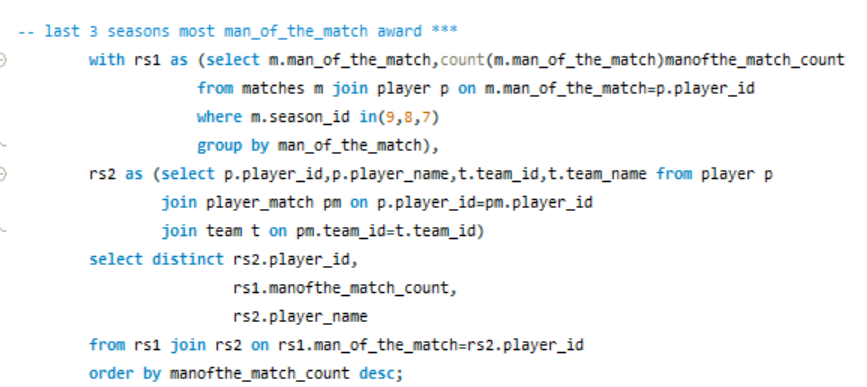 -- last 3 seasons most man_of_the_match award ***
with rs1 as (select m.man_of_the_match,count(m.man_of_the_match)manofthe_match_count
from matches m join player p on m.man_of_the_match=p.player_id
where m.season_id in(9,8,7)
group by man_of_the_match),
rs2 as (select p.player_id,p.player_name,t.team_id,t.team_name from player p
join player_match pm on p.player_id=pm.player_id
join team t on pm.team_id=t.team_id)
select distinct rs2.player_id,
rs1.manofthe_match_count,
rs2.player_name
from rs1 join rs2 on rs1.man_of_the_match=rs2.player_id
order by manofthe_match_count desc;